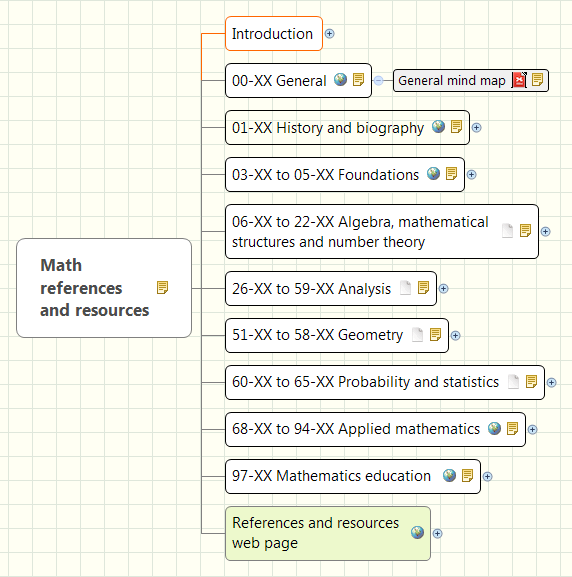 Introduction
00-XX General
General mind map
01-XX History and biography
03-XX to 05-XX Foundations
06-XX to 22-XX Algebra, mathematical
structures and number theory
Math
references
and resources
26-XX to 59-XX Analysis
51-XX to 58-XX Geometry
60-XX to 65-XX Probability and statistics
68-XX to 94-XX Applied mathematics
97-XX Mathematics education
References and resources
web page